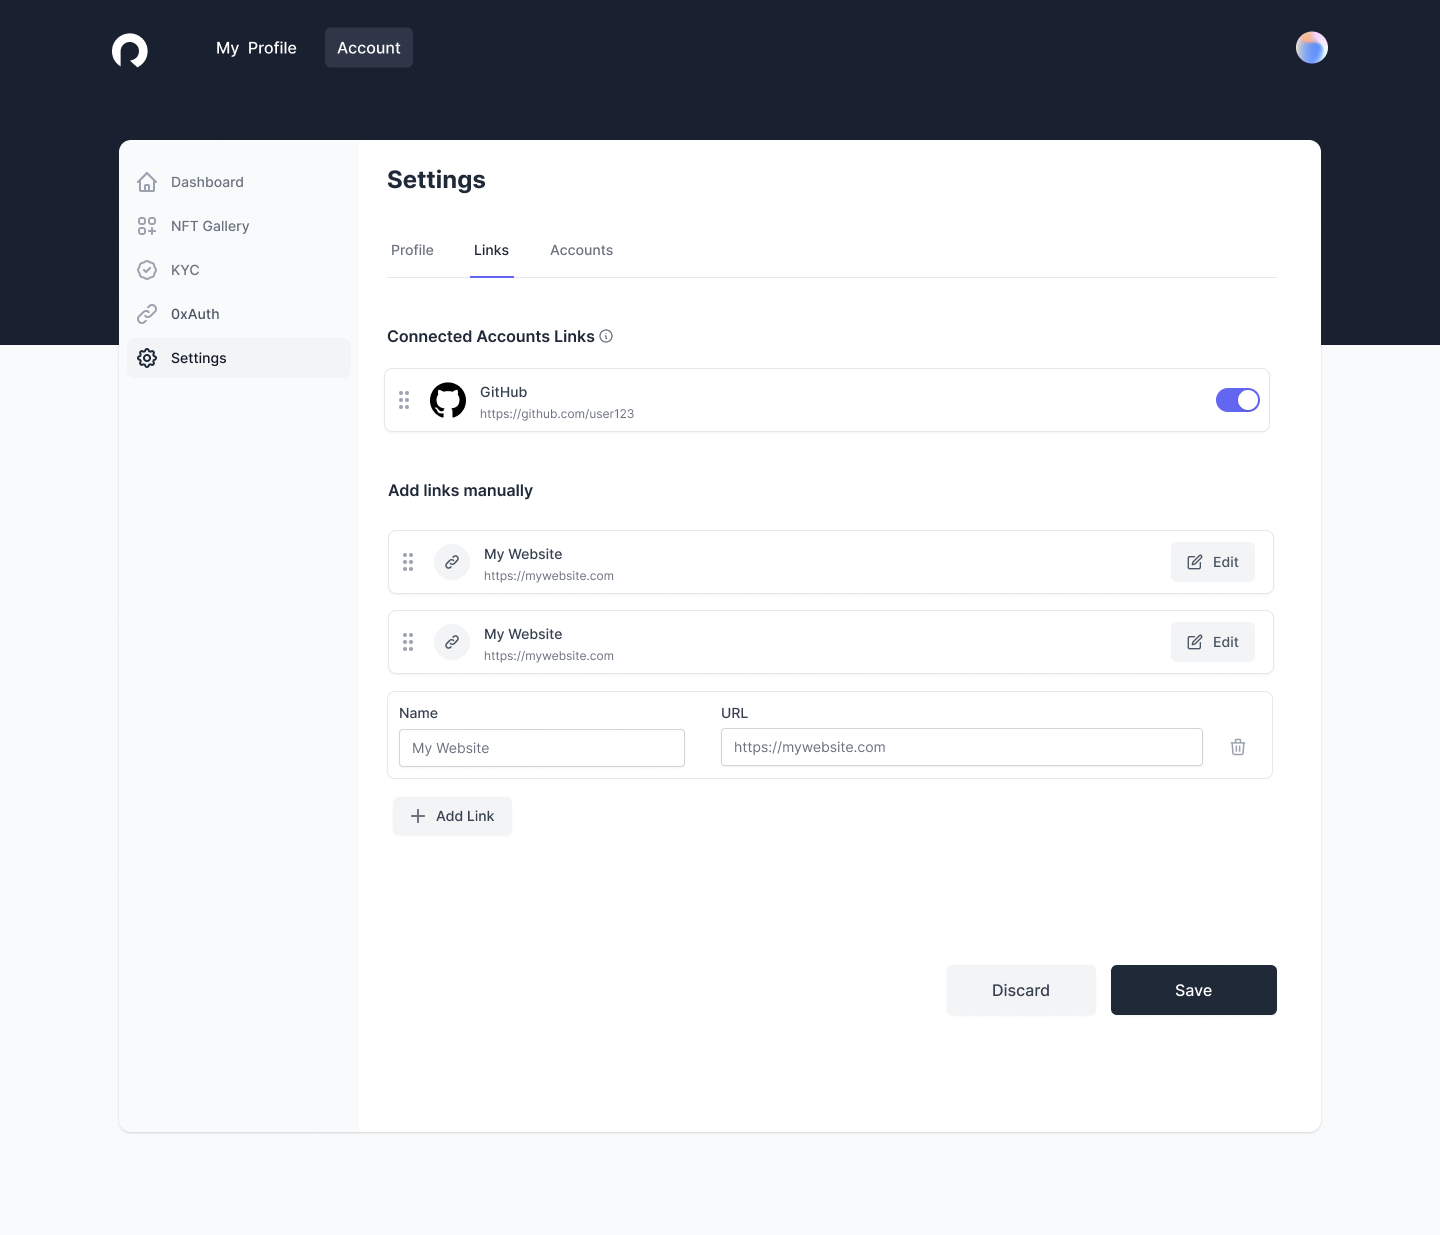 My Profile
Account
Dashboard
NFT Gallery
KYC
0xAuth
Settings
Settings
Profile
Links
Accounts
Connected Accounts Links
GitHub
https://github.com/user123
Add links manually
My Website
https://mywebsite.com
Edit
My Website
https://mywebsite.com
Edit
Name
URL
My Website
https://mywebsite.com
Add Link
Discard
Save